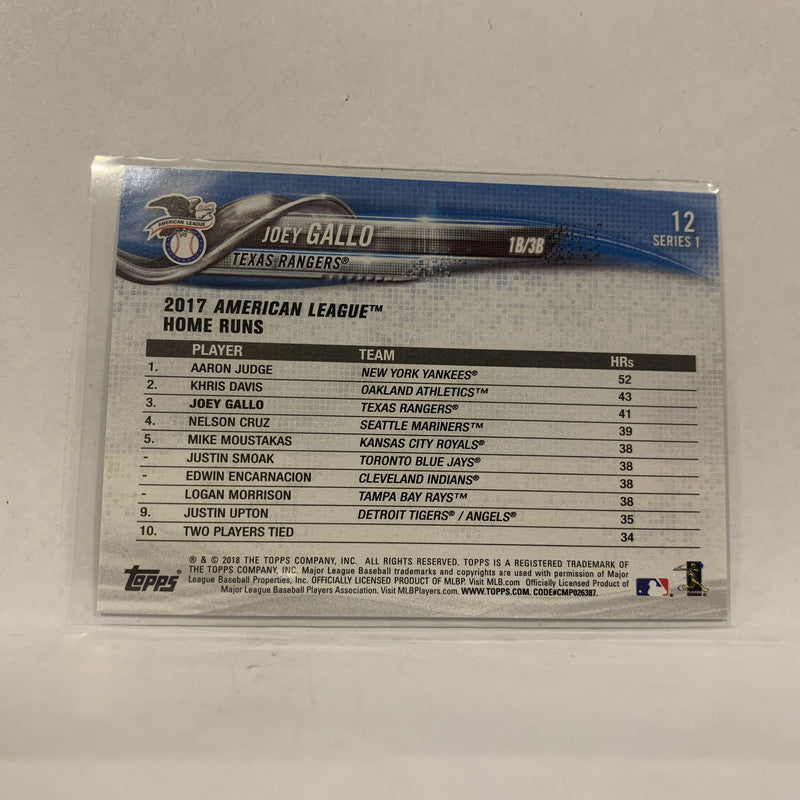 AMERICAN LEAGUE
JOEY GALLO 1B/3B
TEXAS RANGERS®
12
SERIES 1
2017 AMERICAN LEAGUE™
HOME RUNS
PLAYER TEAM HRs
1. AARON JUDGE NEW YORK YANKEES® 52
2. KHRIS DAVIS OAKLAND ATHLETICS™ 43
3. JOEY GALLO TEXAS RANGERS® 41
4. NELSON CRUZ SEATTLE MARINERS™ 39
5. MIKE MOUSTAKAS KANSAS CITY ROYALS® 38
- JUSTIN SMOAK TORONTO BLUE JAYS® 38
- EDWIN ENCARNACION CLEVELAND INDIANS® 38
- LOGAN MORRISON TAMPA BAY RAYS™ 38
9. JUSTIN UPTON DETROIT TIGERS® / ANGELS® 35
10. TWO PLAYERS TIED 34
Topps
® & © 2018 THE TOPPS COMPANY, INC. ALL RIGHTS RESERVED. TOPPS IS A REGISTERED TRADEMARK OF
THE TOPPS COMPANY, INC. Major League Baseball trademarks and copyrights are used with permission of Major
League Baseball Properties, Inc. OFFICIALLY LICENSED PRODUCT OF MLBP. Visit MLB.com Officially Licensed Product of
Major League Baseball Players Association. Visit MLBPlayers.com. WWW.TOPPS.COM. CODE#CMP026387.